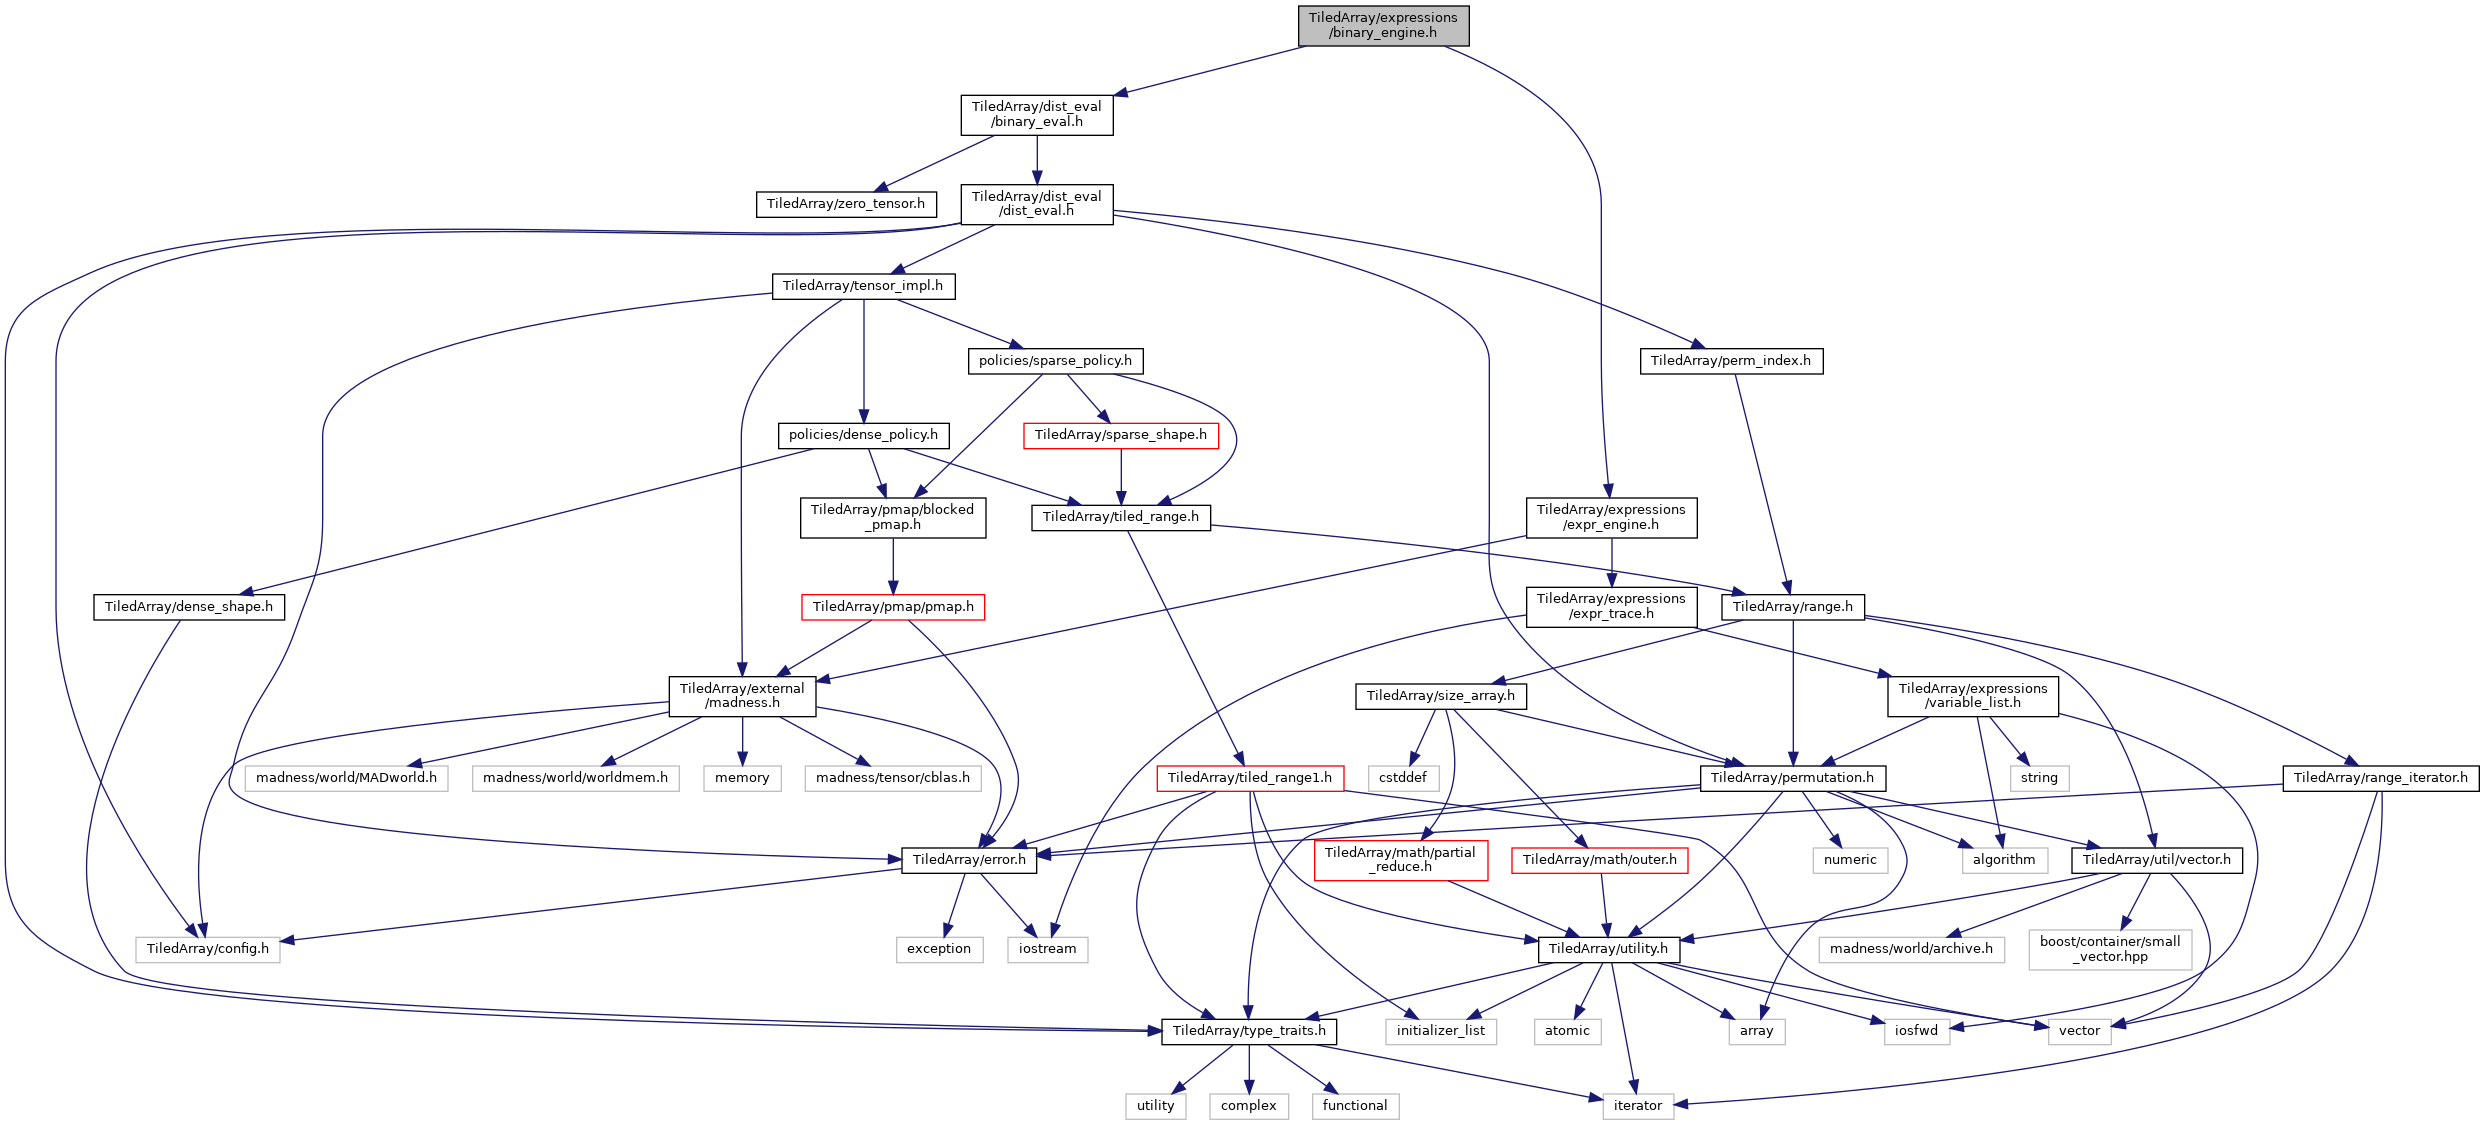 TiledArray/expressions
/binary_engine.h
TiledArray/dist_eval
/binary_eval.h
TiledArray/zero_tensor.h
TiledArray/dist_eval
/dist_eval.h
TiledArray/tensor_impl.h
policies/sparse_policy.h
TiledArray/perm_index.h
policies/dense_policy.h
TiledArray/sparse_shape.h
TiledArray/pmap/blocked
_pmap.h
TiledArray/tiled_range.h
TiledArray/expressions
/expr_engine.h
TiledArray/dense_shape.h
TiledArray/pmap/pmap.h
TiledArray/expressions
/expr_trace.h
TiledArray/range.h
TiledArray/external
/madness.h
TiledArray/size_array.h
TiledArray/expressions
/variable_list.h
madness/world/MADworld.h
madness/world/worldmem.h
memory
madness/tensor/cblas.h
TiledArray/tiled_range1.h
cstddef
TiledArray/permutation.h
string
TiledArray/range_iterator.h
TiledArray/error.h
TiledArray/math/partial
_reduce.h
TiledArray/math/outer.h
numeric
algorithm
TiledArray/util/vector.h
TiledArray/config.h
exception
iostream
TiledArray/utility.h
madness/world/archive.h
boost/container/small
_vector.hpp
TiledArray/type_traits.h
initializer_list
atomic
array
iosfwd
vector
utility
complex
functional
iterator